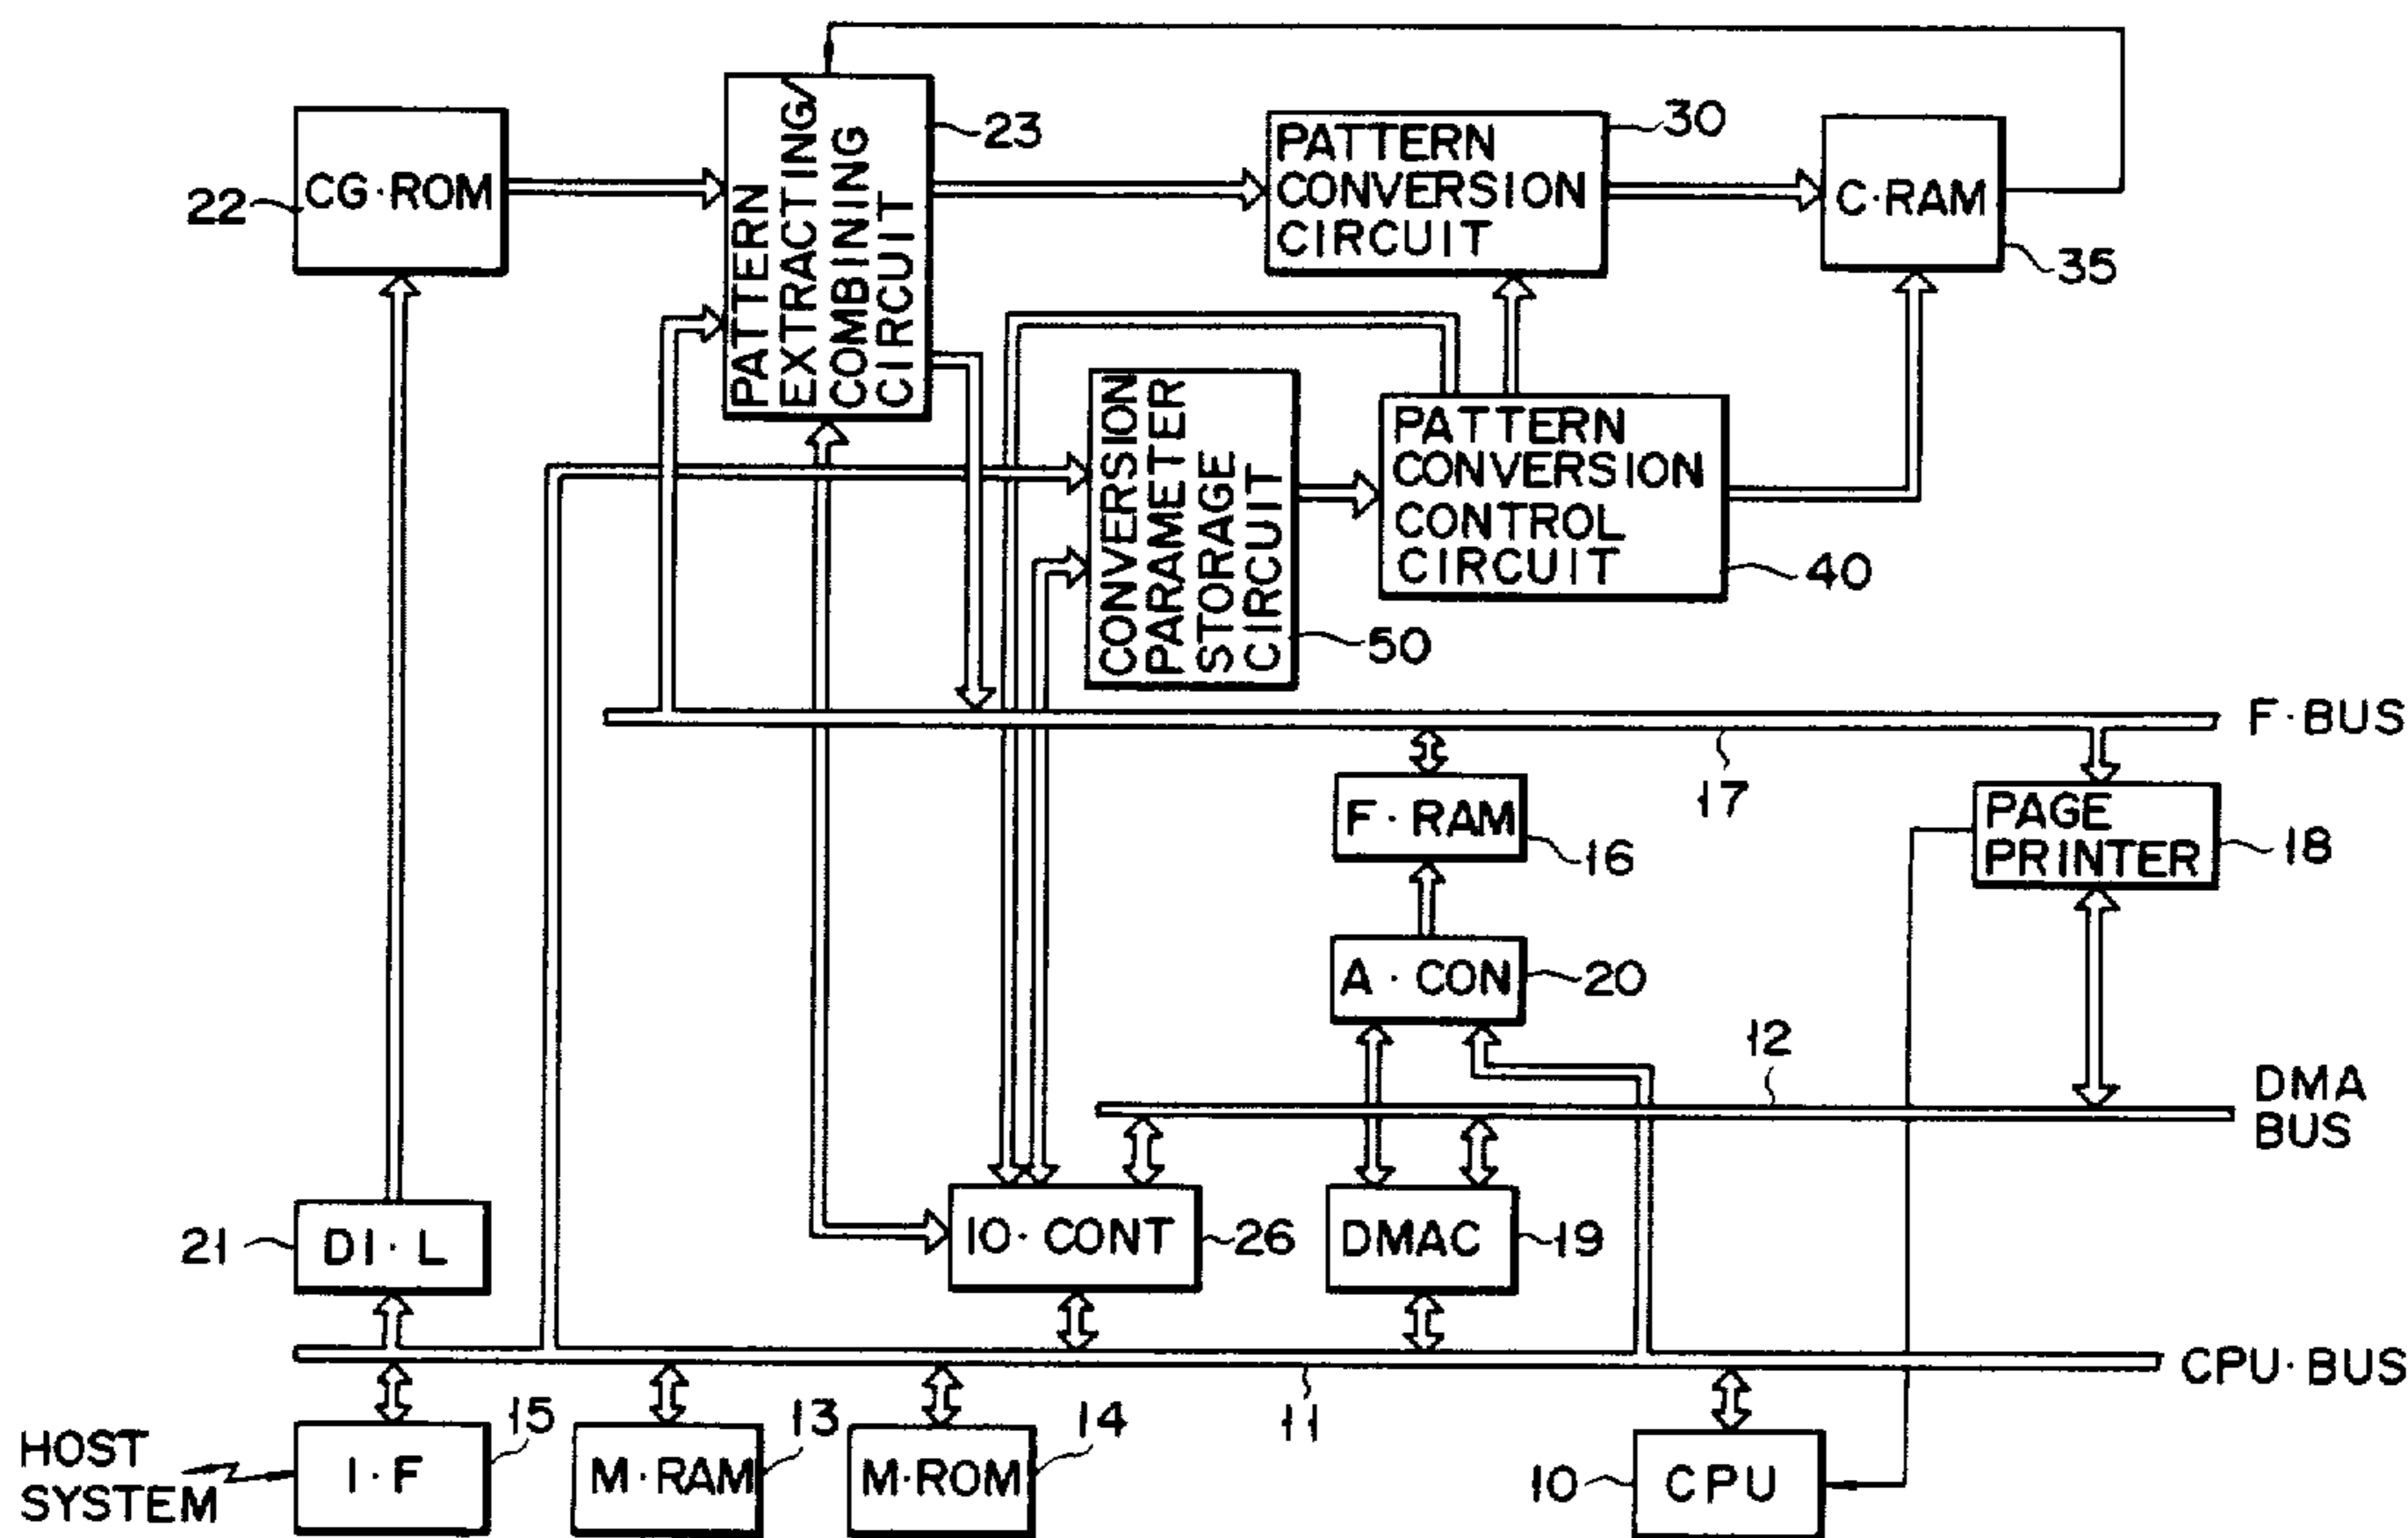 PATTERN
EXTRACTING/
COMBINING
CIRCUIT
23
CG·ROM
22
PATTERN
CONVERSION
CIRCUIT
30
C·RAM
35
CONVERSION
PARAMETER
STORAGE
CIRCUIT
50
PATTERN
CONVERSION
CONTROL
CIRCUIT
40
F·BUS
17
F·RAM
16
PAGE
PRINTER
18
A·CON
20
12
DMA
BUS
21
DI·L
IO·CONT
26
DMAC
19
CPU·BUS
11
HOST
SYSTEM
I·F
15
M·RAM
13
M·ROM
14
10
CPU